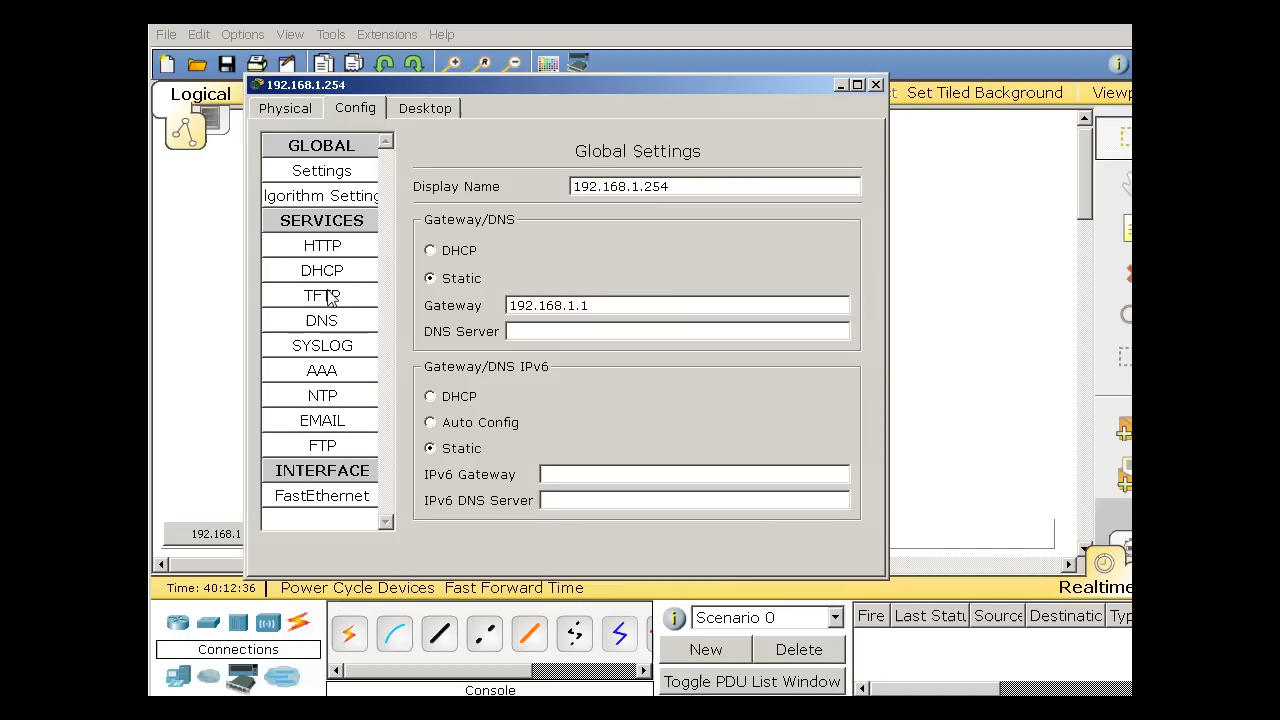 File Edit Options View Tools Extensions Help
192.168.1.254
Logical
Set Tiled Background
Physical Config Desktop
GLOBAL
Settings
lgorithm Setting
SERVICES
HTTP
DHCP
TFTP
DNS
SYSLOG
AAA
NTP
EMAIL
FTP
INTERFACE
FastEthernet
Global Settings
Display Name 192.168.1.254
Gateway/DNS
DHCP
Static
Gateway 192.168.1.1
DNS Server
Gateway/DNS IPv6
DHCP
Auto Config
Static
IPv6 Gateway
IPv6 DNS Server
192.168.1
Time: 40:12:36 Power Cycle Devices Fast Forward Time
Realtime
Connections
Console
Scenario 0
New Delete
Toggle PDU List Window
Fire Last Statu Source Destinatic Typ